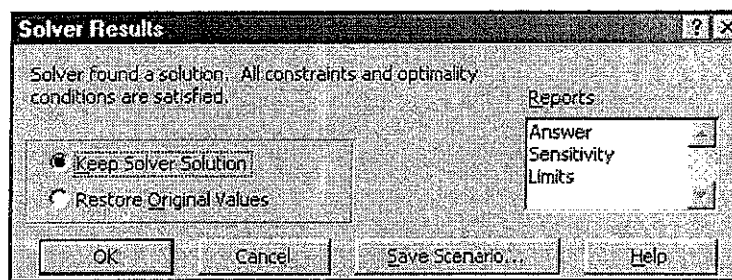 Solver Results
Solver found a solution. All constraints and optimality
conditions are satisfied.
Reports
Answer
Sensitivity
Limits
Keep Solver Solution
Restore Original Values
OK
Cancel
Save Scenario...
Help